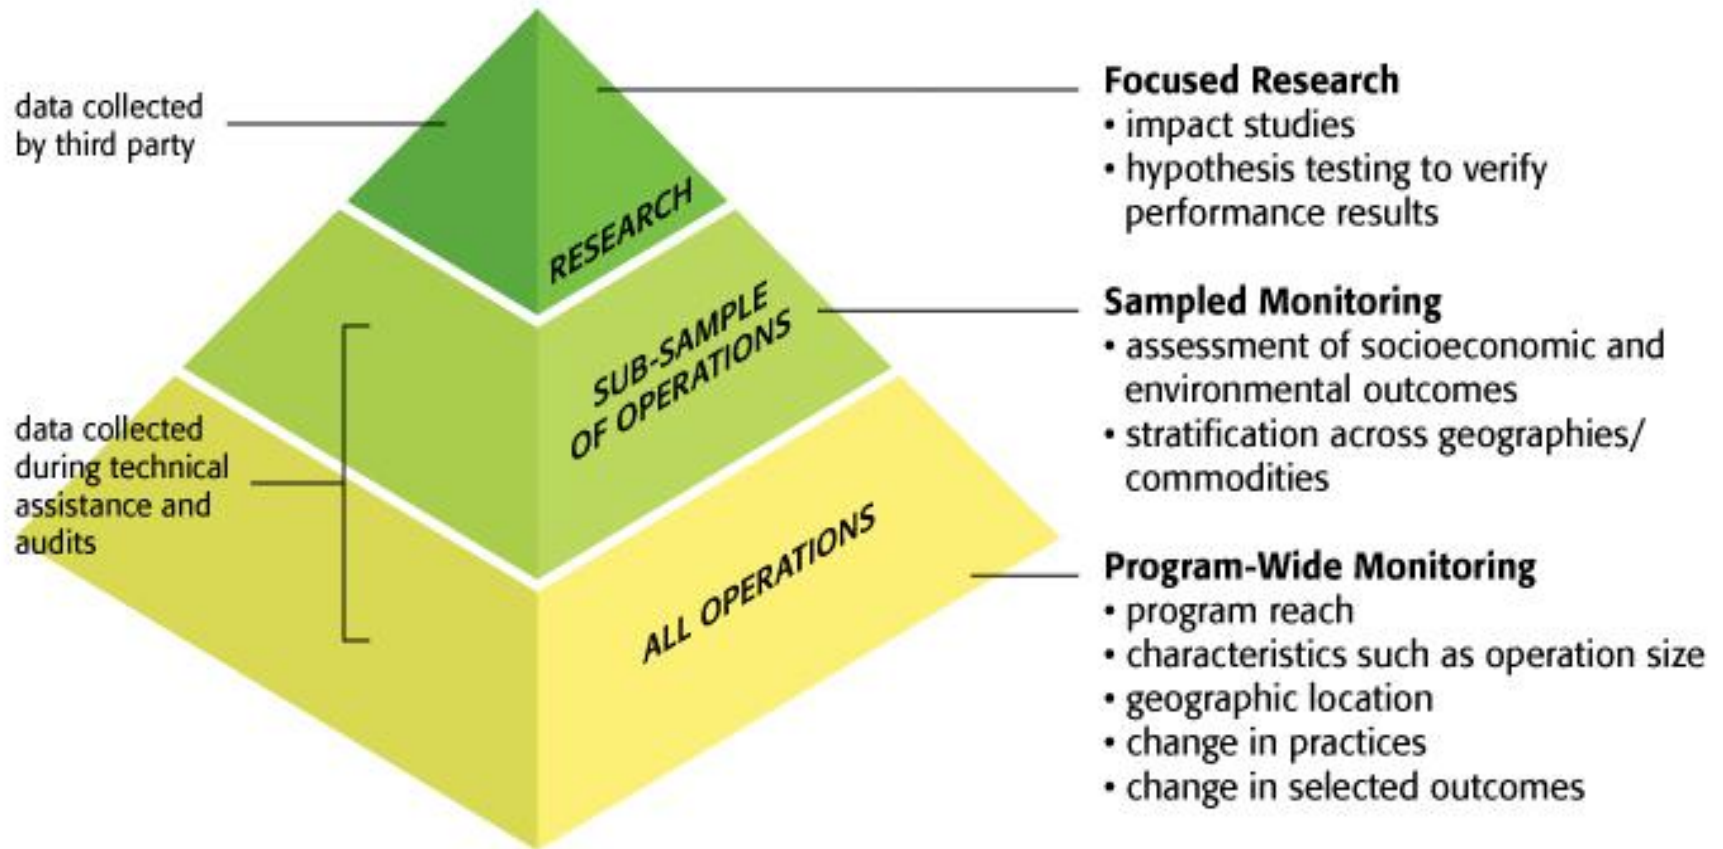 data collected
by third party
data collected
during technical
assistance and
audits
RESEARCH
SUB-SAMPLE
OF OPERATIONS
ALL OPERATIONS
Focused Research
• impact studies
• hypothesis testing to verify
performance results
Sampled Monitoring
• assessment of socioeconomic and
environmental outcomes
• stratification across geographies/
commodities
Program-Wide Monitoring
• program reach
• characteristics such as operation size
• geographic location
• change in practices
• change in selected outcomes